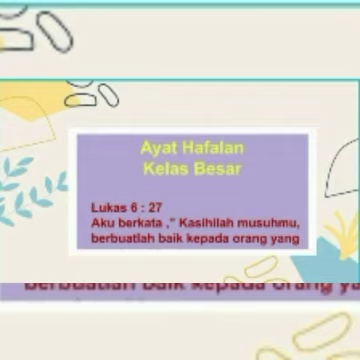 Ayat Hafalan
Kelas Besar
Lukas 6 : 27
Aku berkata ," Kasihilah musuhmu,
berbuatlah baik kepada orang yang
berbuatlah baik kepada orang ya